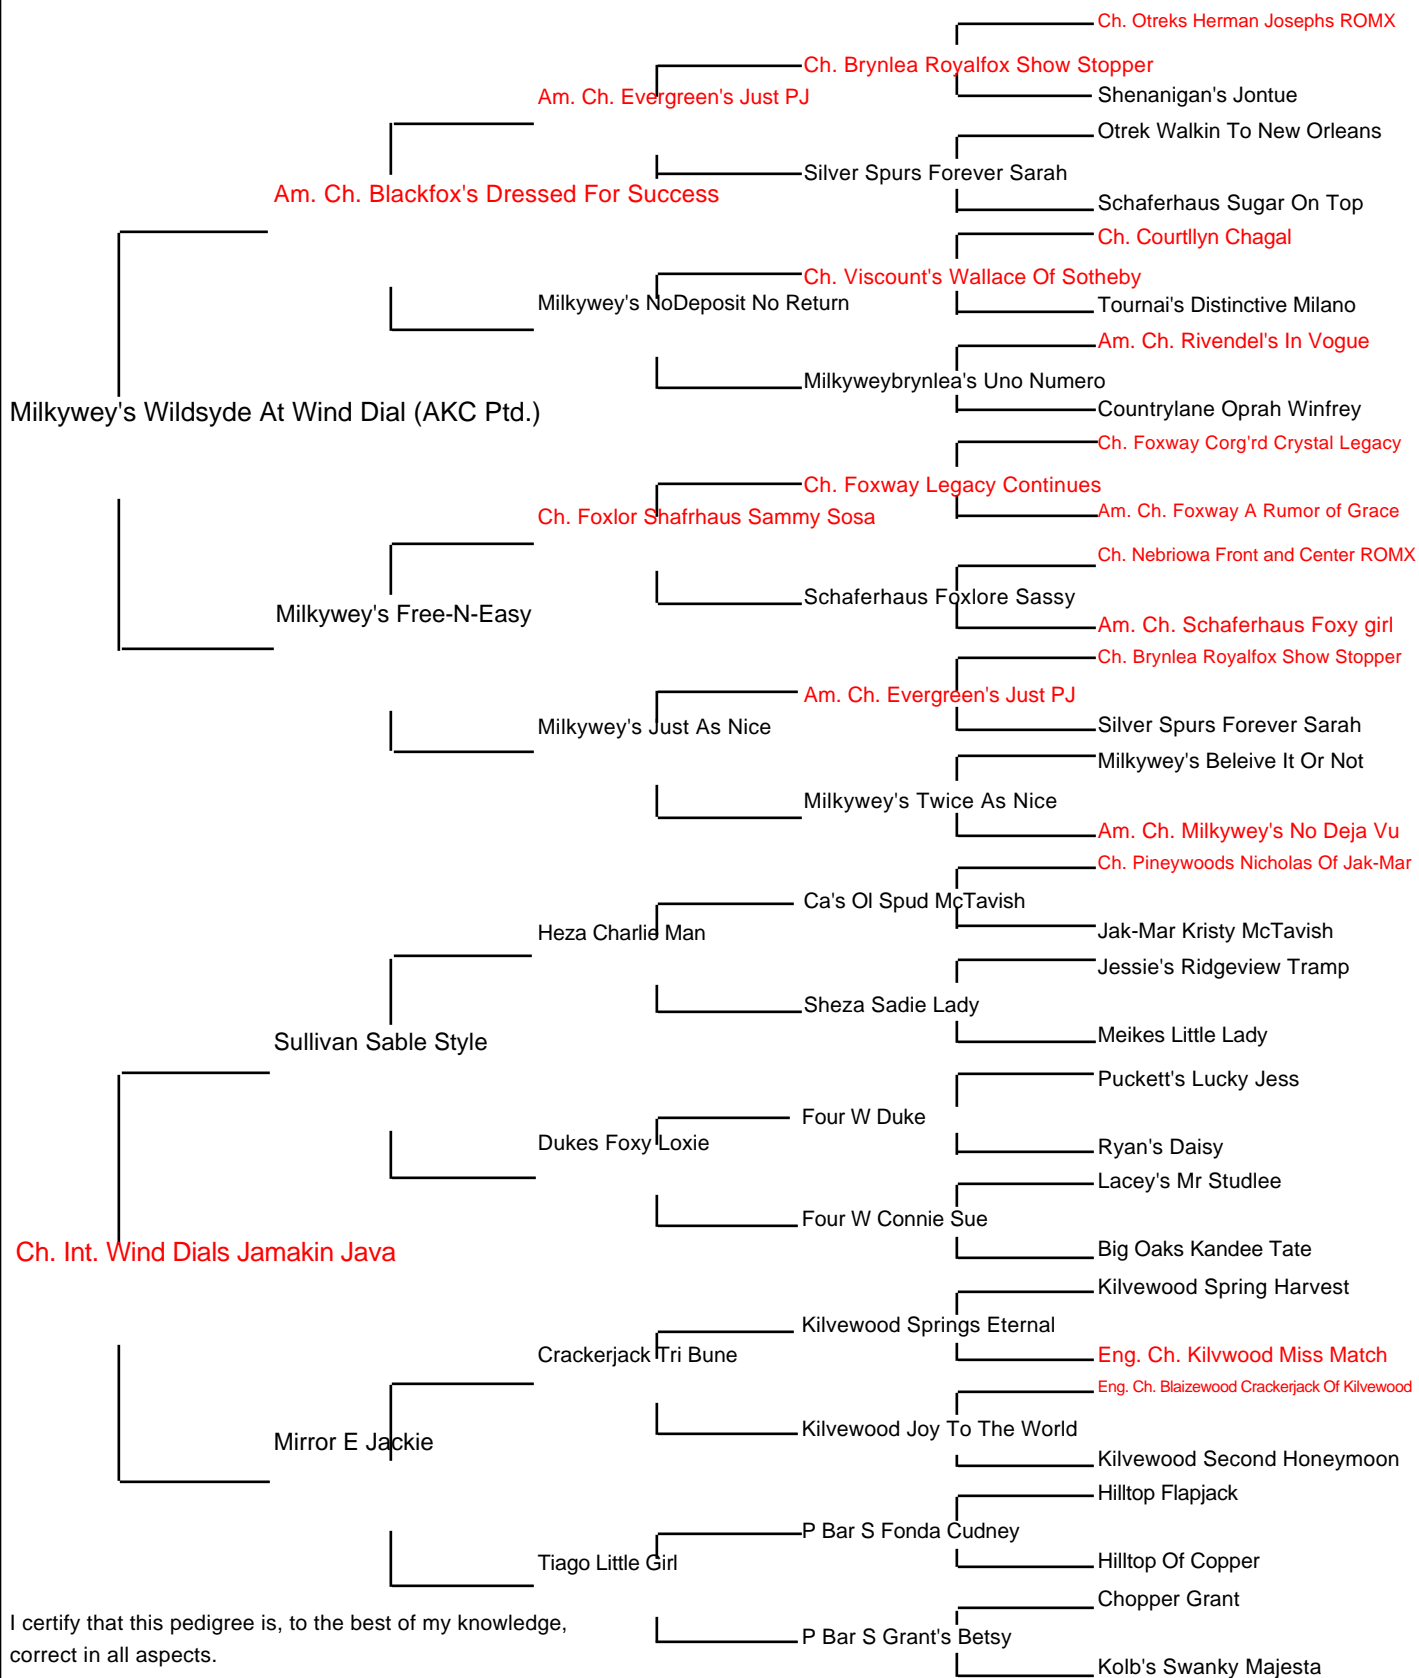 Ch. Otreks Herman Josephs ROMX
Ch. Brynlea Royalfox Show Stopper
Am. Ch. Evergreen's Just PJ
Shenanigan's Jontue
Otrek Walkin To New Orleans
Silver Spurs Forever Sarah
Am. Ch. Blackfox's Dressed For Success
Schaferhaus Sugar On Top
Ch. Courtllyn Chagal
Ch. Viscount's Wallace Of Sotheby
Milkywey's NoDeposit No Return
Tournai's Distinctive Milano
Am. Ch. Rivendel's In Vogue
Milkyweybrynlea's Uno Numero
Milkywey's Wildsyde At Wind Dial (AKC Ptd.)
Countrylane Oprah Winfrey
Ch. Foxway Corg'rd Crystal Legacy
Ch. Foxway Legacy Continues
Ch. Foxlor Shafrhaus Sammy Sosa
Am. Ch. Foxway A Rumor of Grace
Ch. Nebriowa Front and Center ROMX
Schaferhaus Foxlore Sassy
Milkywey's Free-N-Easy
Am. Ch. Schaferhaus Foxy girl
Ch. Brynlea Royalfox Show Stopper
Am. Ch. Evergreen's Just PJ
Milkywey's Just As Nice
Silver Spurs Forever Sarah
Milkywey's Beleive It Or Not
Milkywey's Twice As Nice
Am. Ch. Milkywey's No Deja Vu
Ch. Pineywoods Nicholas Of Jak-Mar
Ca's Ol Spud McTavish
Heza Charlie Man
Jak-Mar Kristy McTavish
Jessie's Ridgeview Tramp
Sheza Sadie Lady
Sullivan Sable Style
Meikes Little Lady
Puckett's Lucky Jess
Four W Duke
Dukes Foxy Loxie
Ryan's Daisy
Lacey's Mr Studlee
Four W Connie Sue
Ch. Int. Wind Dials Jamakin Java
Big Oaks Kandee Tate
Kilvewood Spring Harvest
Kilvewood Springs Eternal
Crackerjack Tri Bune
Eng. Ch. Kilvwood Miss Match
Eng. Ch. Blaizewood Crackerjack Of Kilvewood
Kilvewood Joy To The World
Mirror E Jackie
Kilvewood Second Honeymoon
Hilltop Flapjack
P Bar S Fonda Cudney
Tiago Little Girl
Hilltop Of Copper
Chopper Grant
P Bar S Grant's Betsy
Kolb's Swanky Majesta
I certify that this pedigree is, to the best of my knowledge,
correct in all aspects.